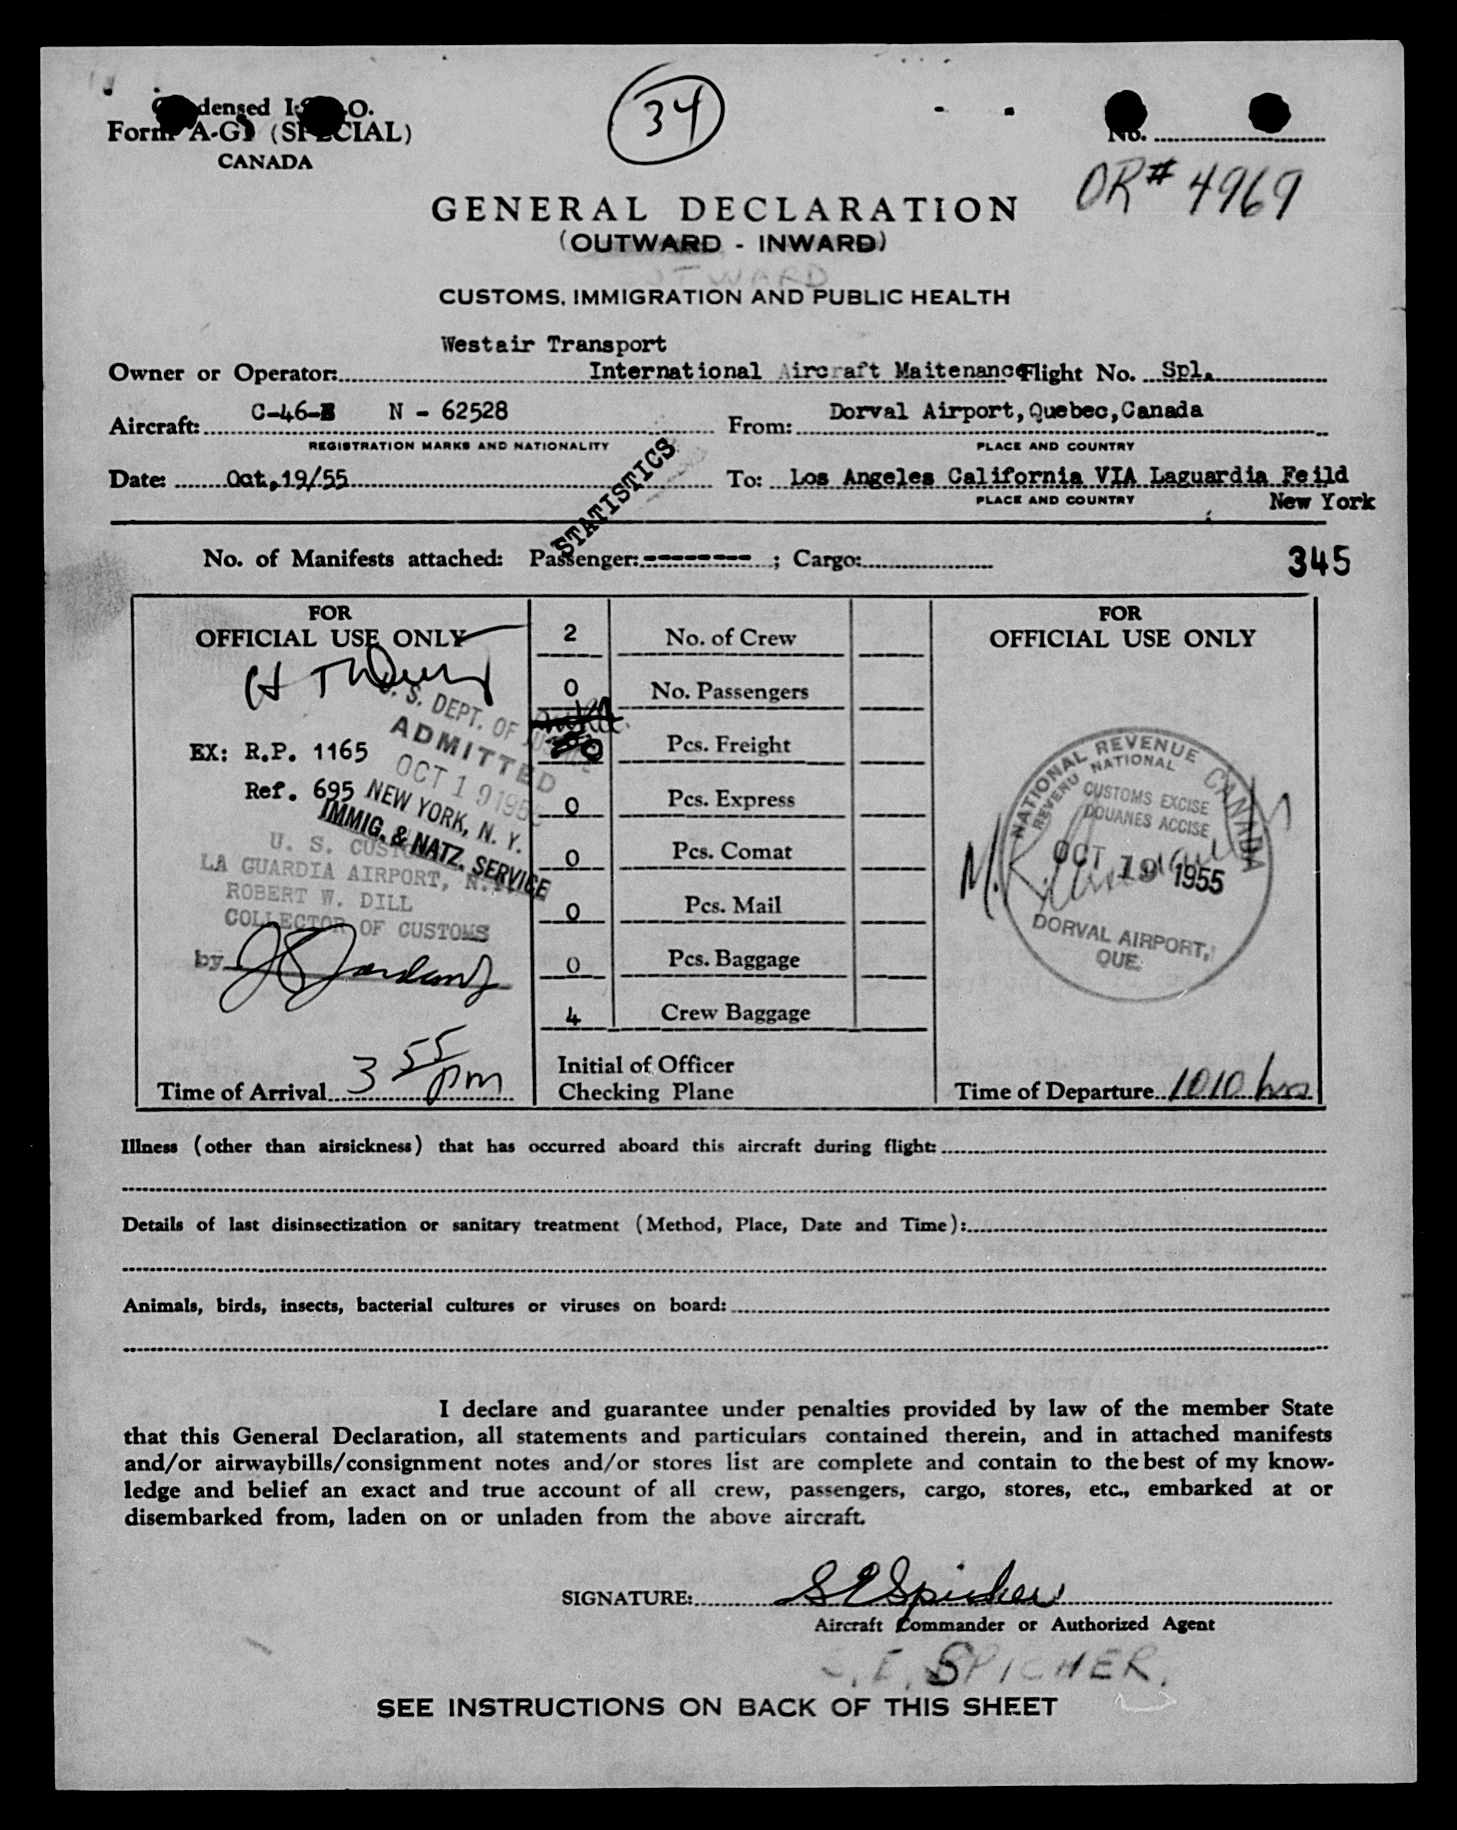 34
Form A-G1 (SPECIAL)
CANADA
No.
OR# 4969
GENERAL DECLARATION
(OUTWARD - INWARD)
CUSTOMS, IMMIGRATION AND PUBLIC HEALTH
Westair Transport
Owner or Operator: International Aircraft Maitenance Flight No. Spl.
Aircraft: C-46- N - 62528 From: Dorval Airport, Quebec, Canada
REGISTRATION MARKS AND NATIONALITY PLACE AND COUNTRY
Date: Oct, 19/55 To: Los Angeles California VIA Laguardia Feild
PLACE AND COUNTRY New York
STATISTICS
No. of Manifests attached: Passenger: --------- ; Cargo:
345
FOR
OFFICIAL USE ONLY
U. S. DEPT. OF JUSTICE
ADMITTED
OCT 19 1955
NEW YORK, N. Y.
IMMIG. & NATZ. SERVICE
EX: R.P. 1165
Ref. 695
U. S. CUSTOMS
LA GUARDIA AIRPORT, N.Y.
ROBERT W. DILL
COLLECTOR OF CUSTOMS
by
Time of Arrival 3 55 pm
2 No. of Crew
0 No. Passengers
0 Pcs. Freight
0 Pcs. Express
0 Pcs. Comat
0 Pcs. Mail
0 Pcs. Baggage
4 Crew Baggage
Initial of Officer
Checking Plane
FOR
OFFICIAL USE ONLY
NATIONAL REVENUE CANADA
REVENU NATIONAL
CUSTOMS EXCISE
DOUANES ACCISE
OCT 19 1955
DORVAL AIRPORT,
QUE.
Time of Departure 1010 hrs
Illness (other than airsickness) that has occurred aboard this aircraft during flight:
Details of last disinsectization or sanitary treatment (Method, Place, Date and Time):
Animals, birds, insects, bacterial cultures or viruses on board:
I declare and guarantee under penalties provided by law of the member State
that this General Declaration, all statements and particulars contained therein, and in attached manifests
and/or airwaybills/consignment notes and/or stores list are complete and contain to the best of my know-
ledge and belief an exact and true account of all crew, passengers, cargo, stores, etc., embarked at or
disembarked from, laden on or unladen from the above aircraft.
SIGNATURE: S E Spicher
Aircraft Commander or Authorized Agent
S. E. SPICHER.
SEE INSTRUCTIONS ON BACK OF THIS SHEET